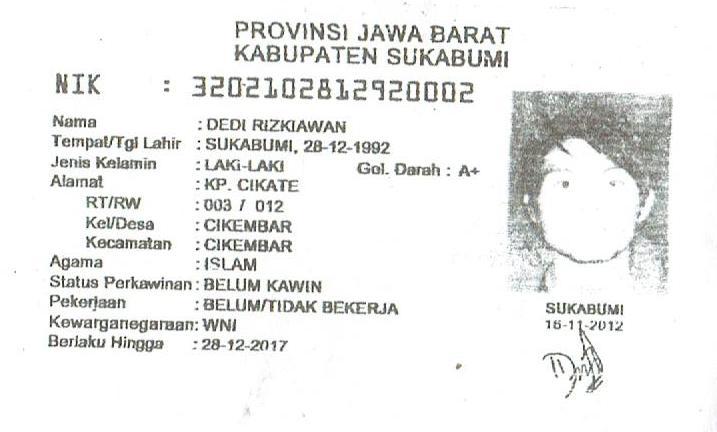 PROVINSI JAWA BARAT
KABUPATEN SUKABUMI
NIK : 3202102812920002
Nama : DEDI RIZKIAWAN
Tempat/Tgl Lahir : SUKABUMI, 28-12-1992
Jenis Kelamin : LAKI-LAKI Gol. Darah : A+
Alamat : KP. CIKATE
RT/RW : 003 / 012
Kel/Desa : CIKEMBAR
Kecamatan : CIKEMBAR
Agama : ISLAM
Status Perkawinan : BELUM KAWIN
Pekerjaan : BELUM/TIDAK BEKERJA
Kewarganegaraan: WNI
Berlaku Hingga : 28-12-2017
SUKABUMI
16-11-2012